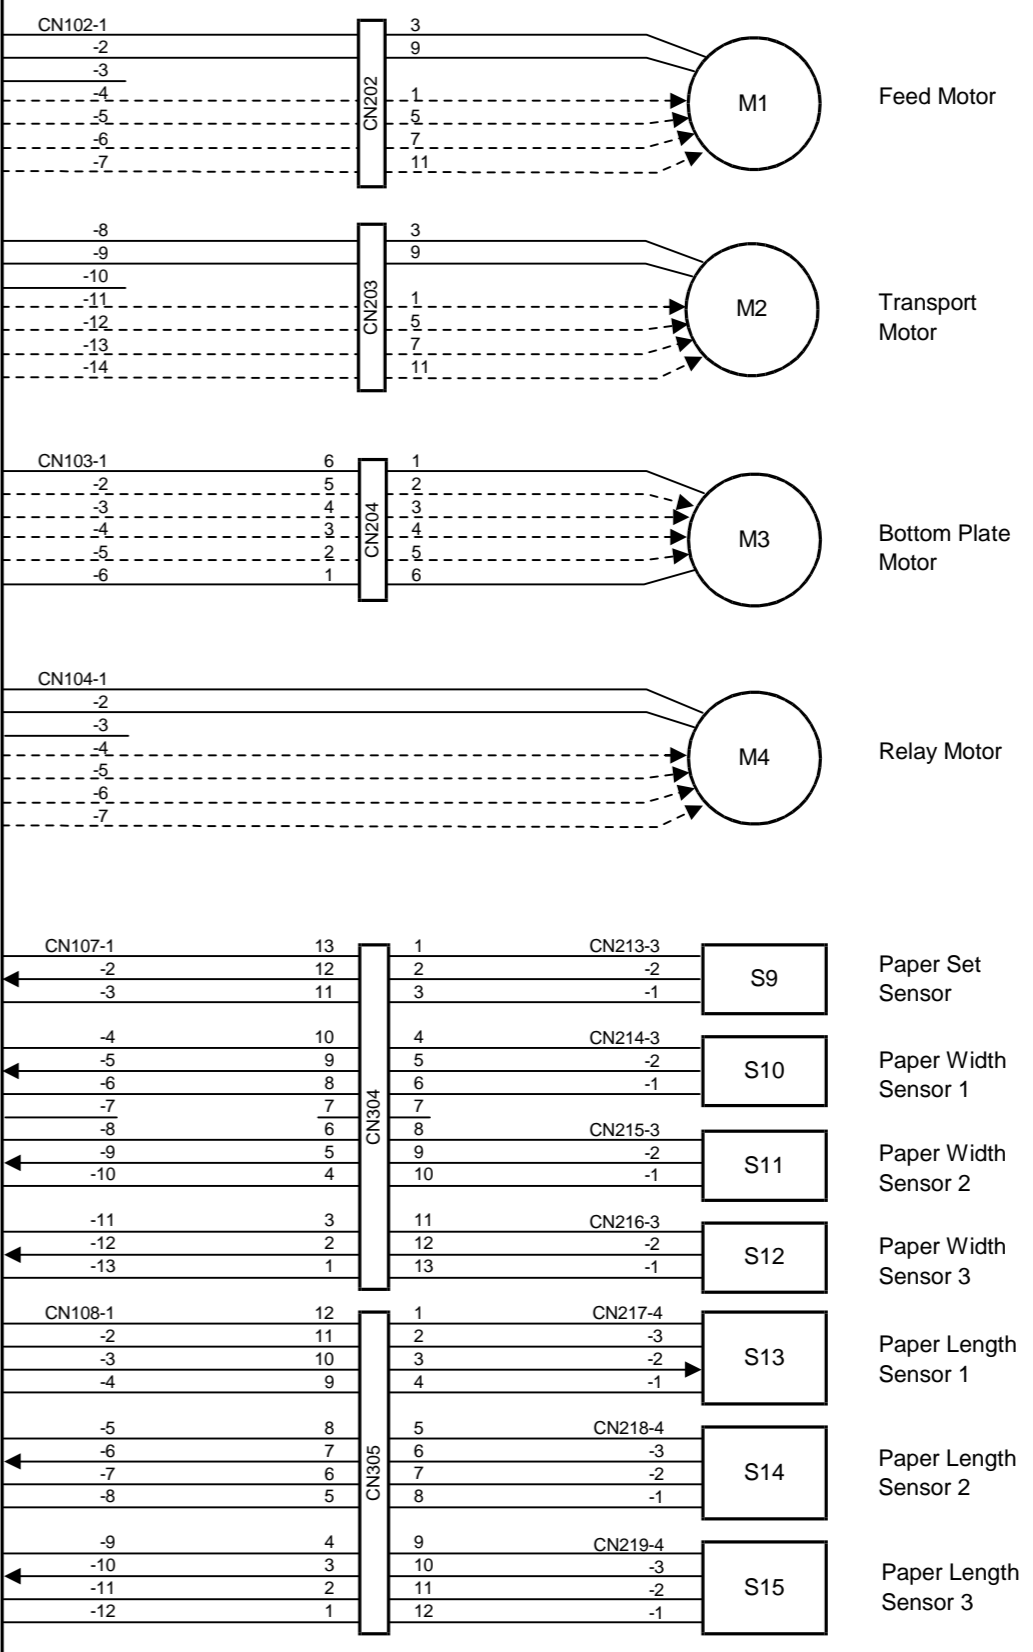 CN102-1 3
-2 9
-3
-4 1
-5 5
-6 7
-7 11
CN202
M1
Feed Motor
-8 3
-9 9
-10
-11 1
-12 5
-13 7
-14 11
CN203
M2
Transport
Motor
CN103-1 6 1
-2 5 2
-3 4 3
-4 3 4
-5 2 5
-6 1 6
CN204
M3
Bottom Plate
Motor
CN104-1
-2
-3
-4
-5
-6
-7
M4
Relay Motor
CN107-1 13 1 CN213-3
-2 12 2 -2
-3 11 3 -1
S9
Paper Set
Sensor
-4 10 4 CN214-3
-5 9 5 -2
-6 8 6 -1
S10
Paper Width
Sensor 1
-7 7 7
CN304
-8 6 8 CN215-3
-9 5 9 -2
-10 4 10 -1
S11
Paper Width
Sensor 2
-11 3 11 CN216-3
-12 2 12 -2
-13 1 13 -1
S12
Paper Width
Sensor 3
CN108-1 12 1 CN217-4
-2 11 2 -3
-3 10 3 -2
-4 9 4 -1
S13
Paper Length
Sensor 1
-5 8 5 CN218-4
-6 7 6 -3
-7 6 7 -2
-8 5 8 -1
CN305
S14
Paper Length
Sensor 2
-9 4 9 CN219-4
-10 3 10 -3
-11 2 11 -2
-12 1 12 -1
S15
Paper Length
Sensor 3